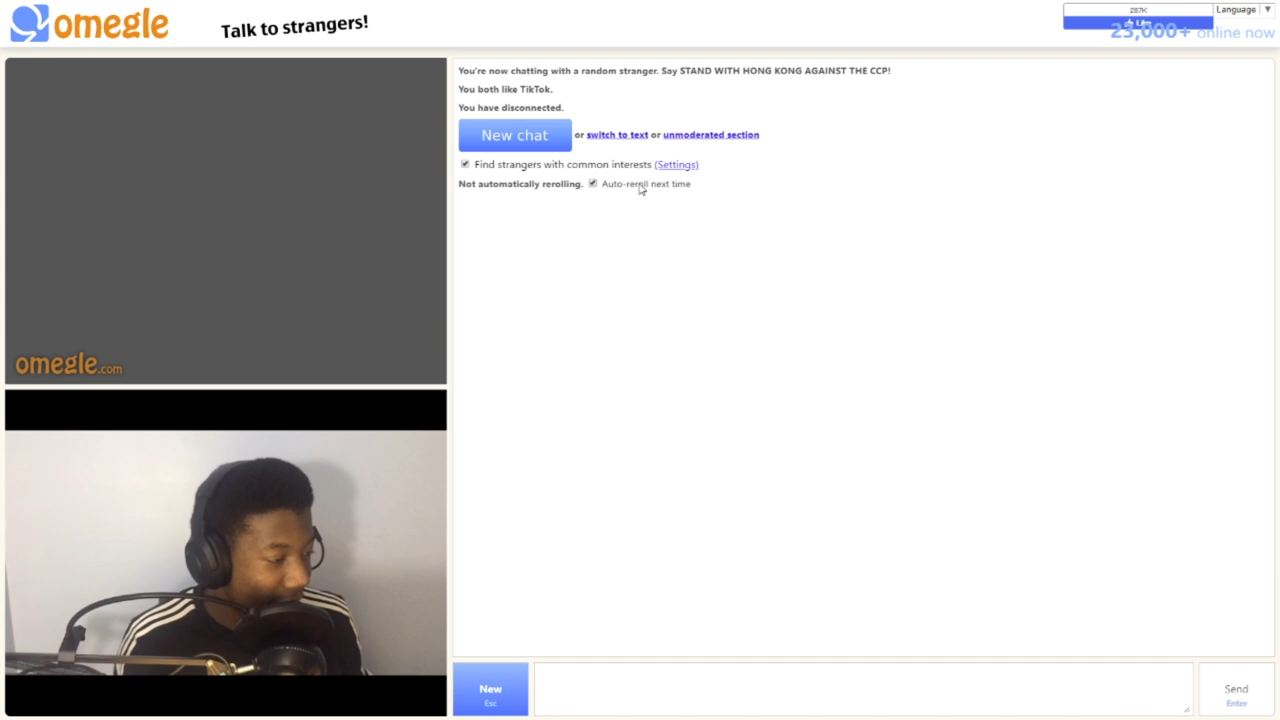 omegle
Talk to strangers!
287K
Like
Language ▼
23,000+ online now
You're now chatting with a random stranger. Say STAND WITH HONG KONG AGAINST THE CCP!
You both like TikTok.
You have disconnected.
New chat or switch to text or unmoderated section
Find strangers with common interests (Settings)
Not automatically rerolling. Auto-reroll next time
omegle.com
New
Esc
Send
Enter